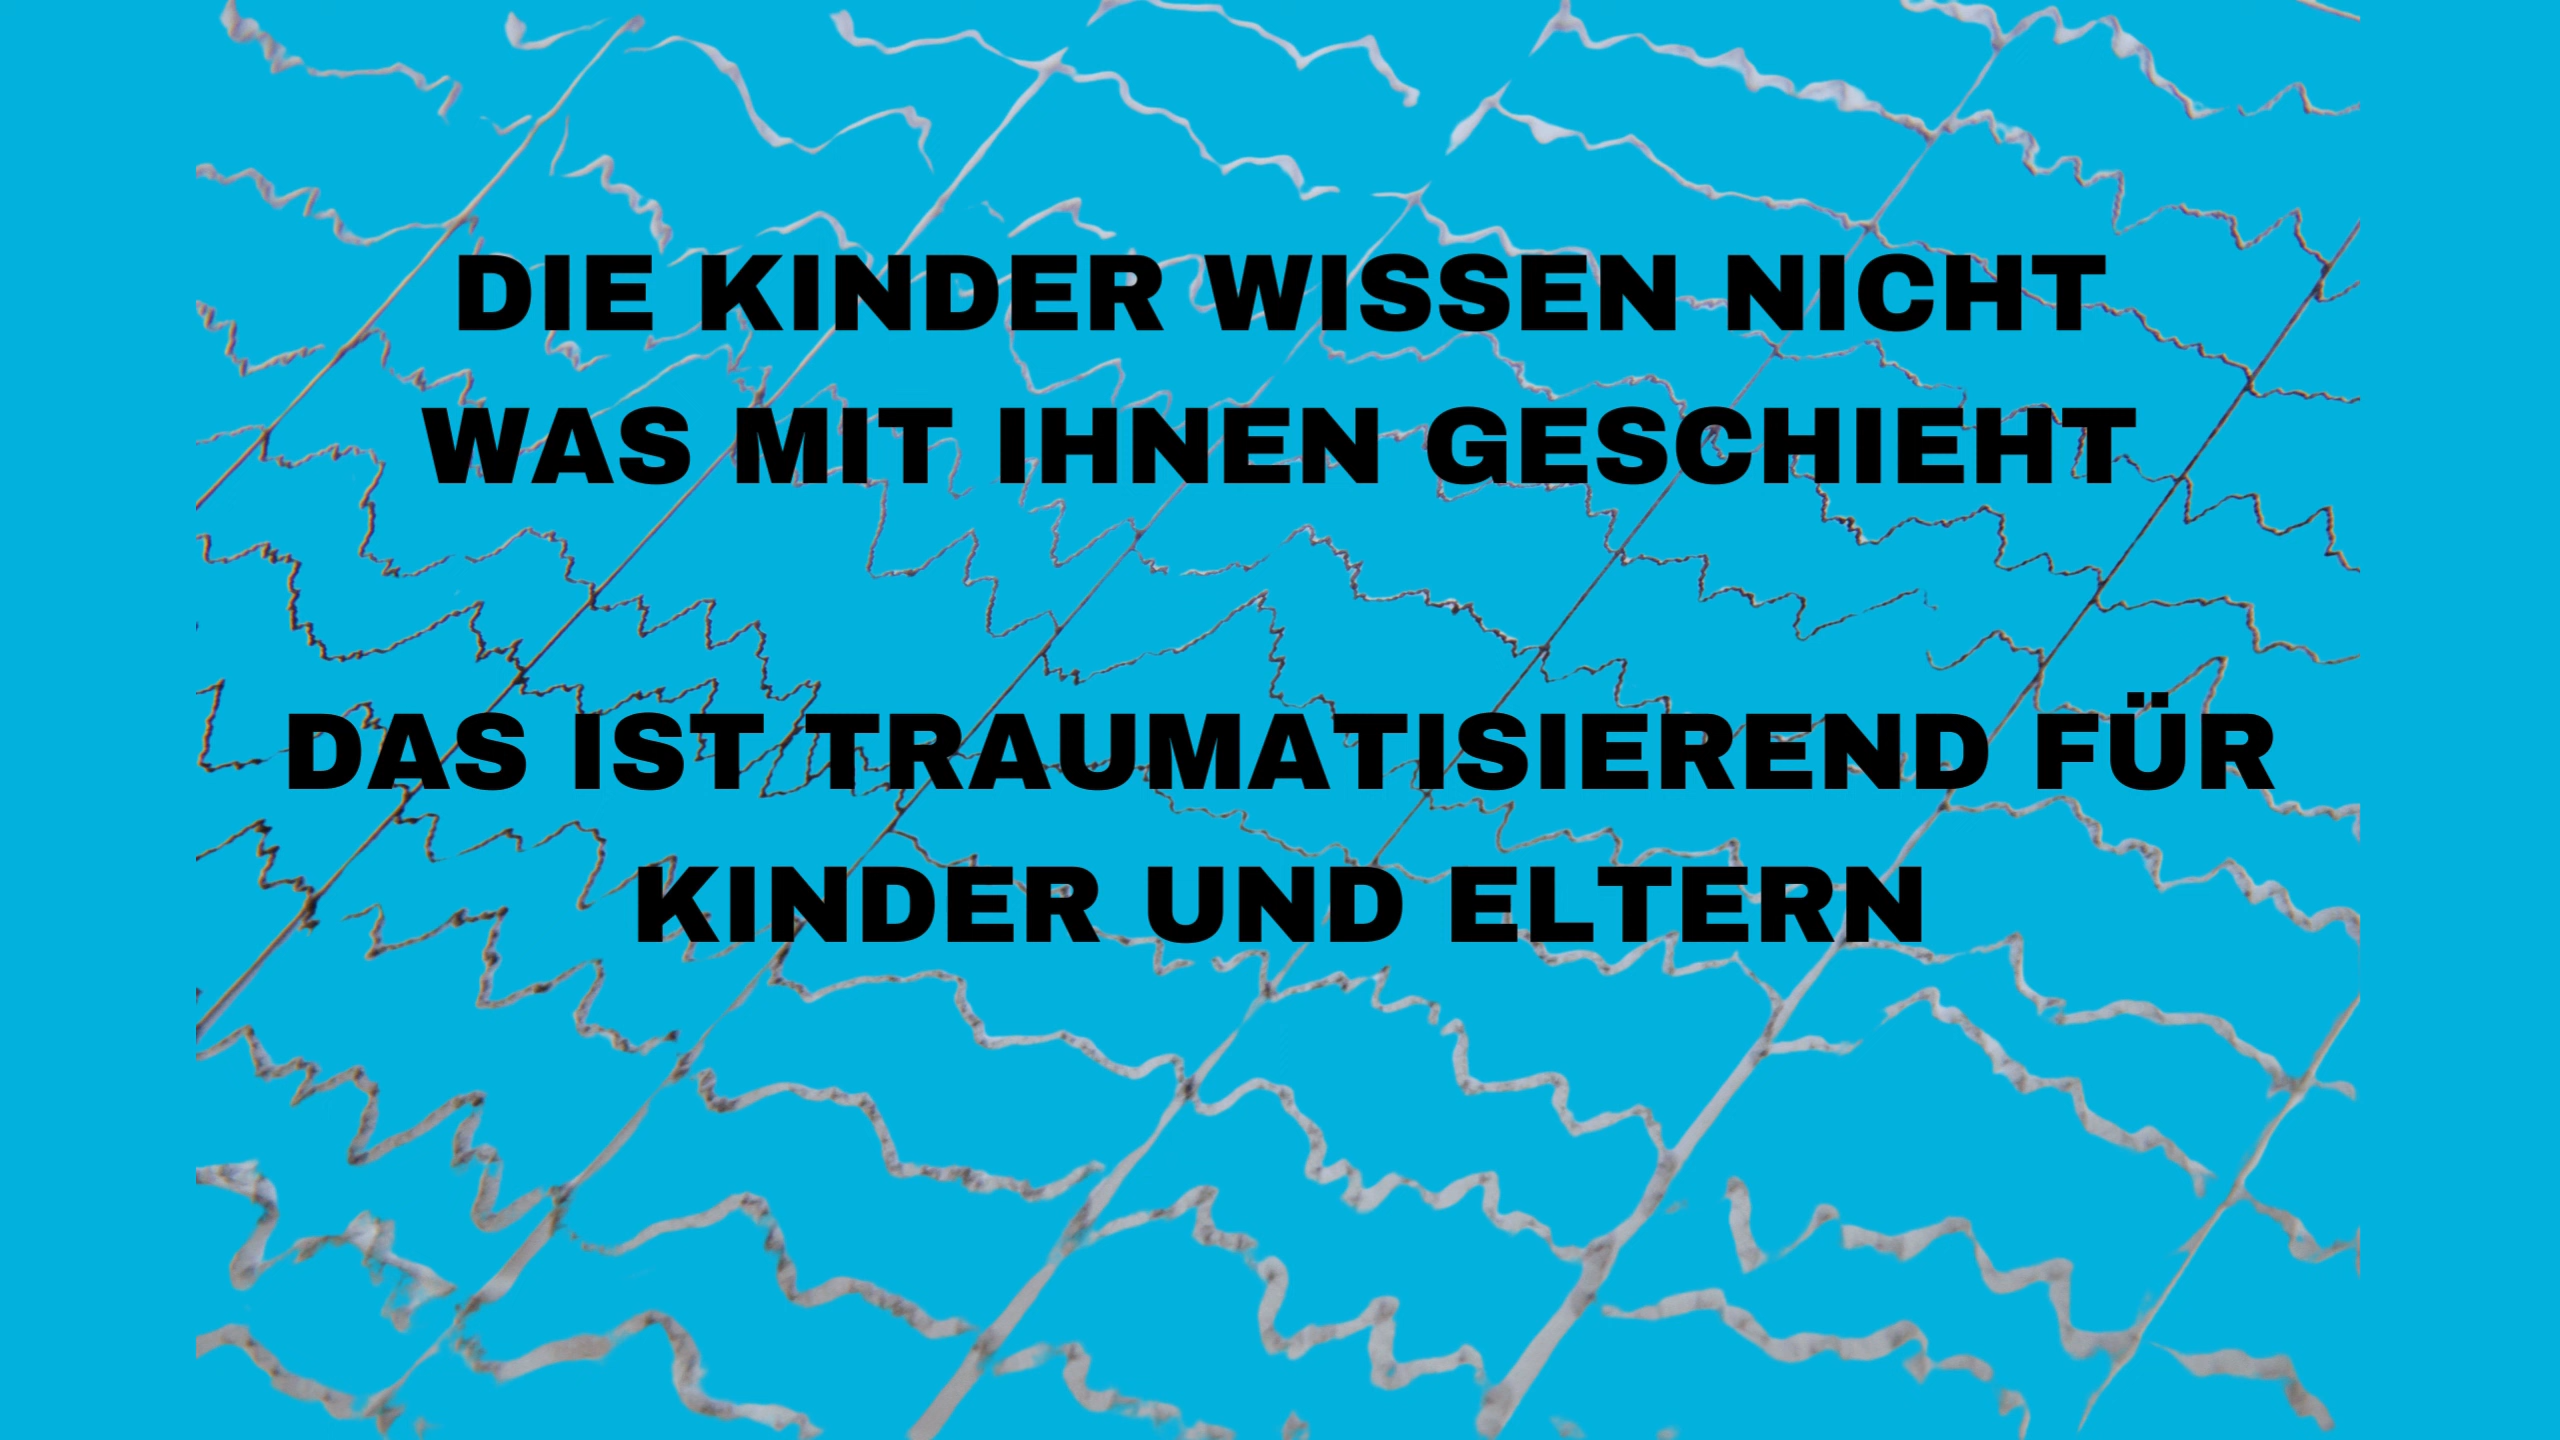 DIE KINDER WISSEN NICHT
WAS MIT IHNEN GESCHIEHT
DAS IST TRAUMATISIEREND FÜR
KINDER UND ELTERN